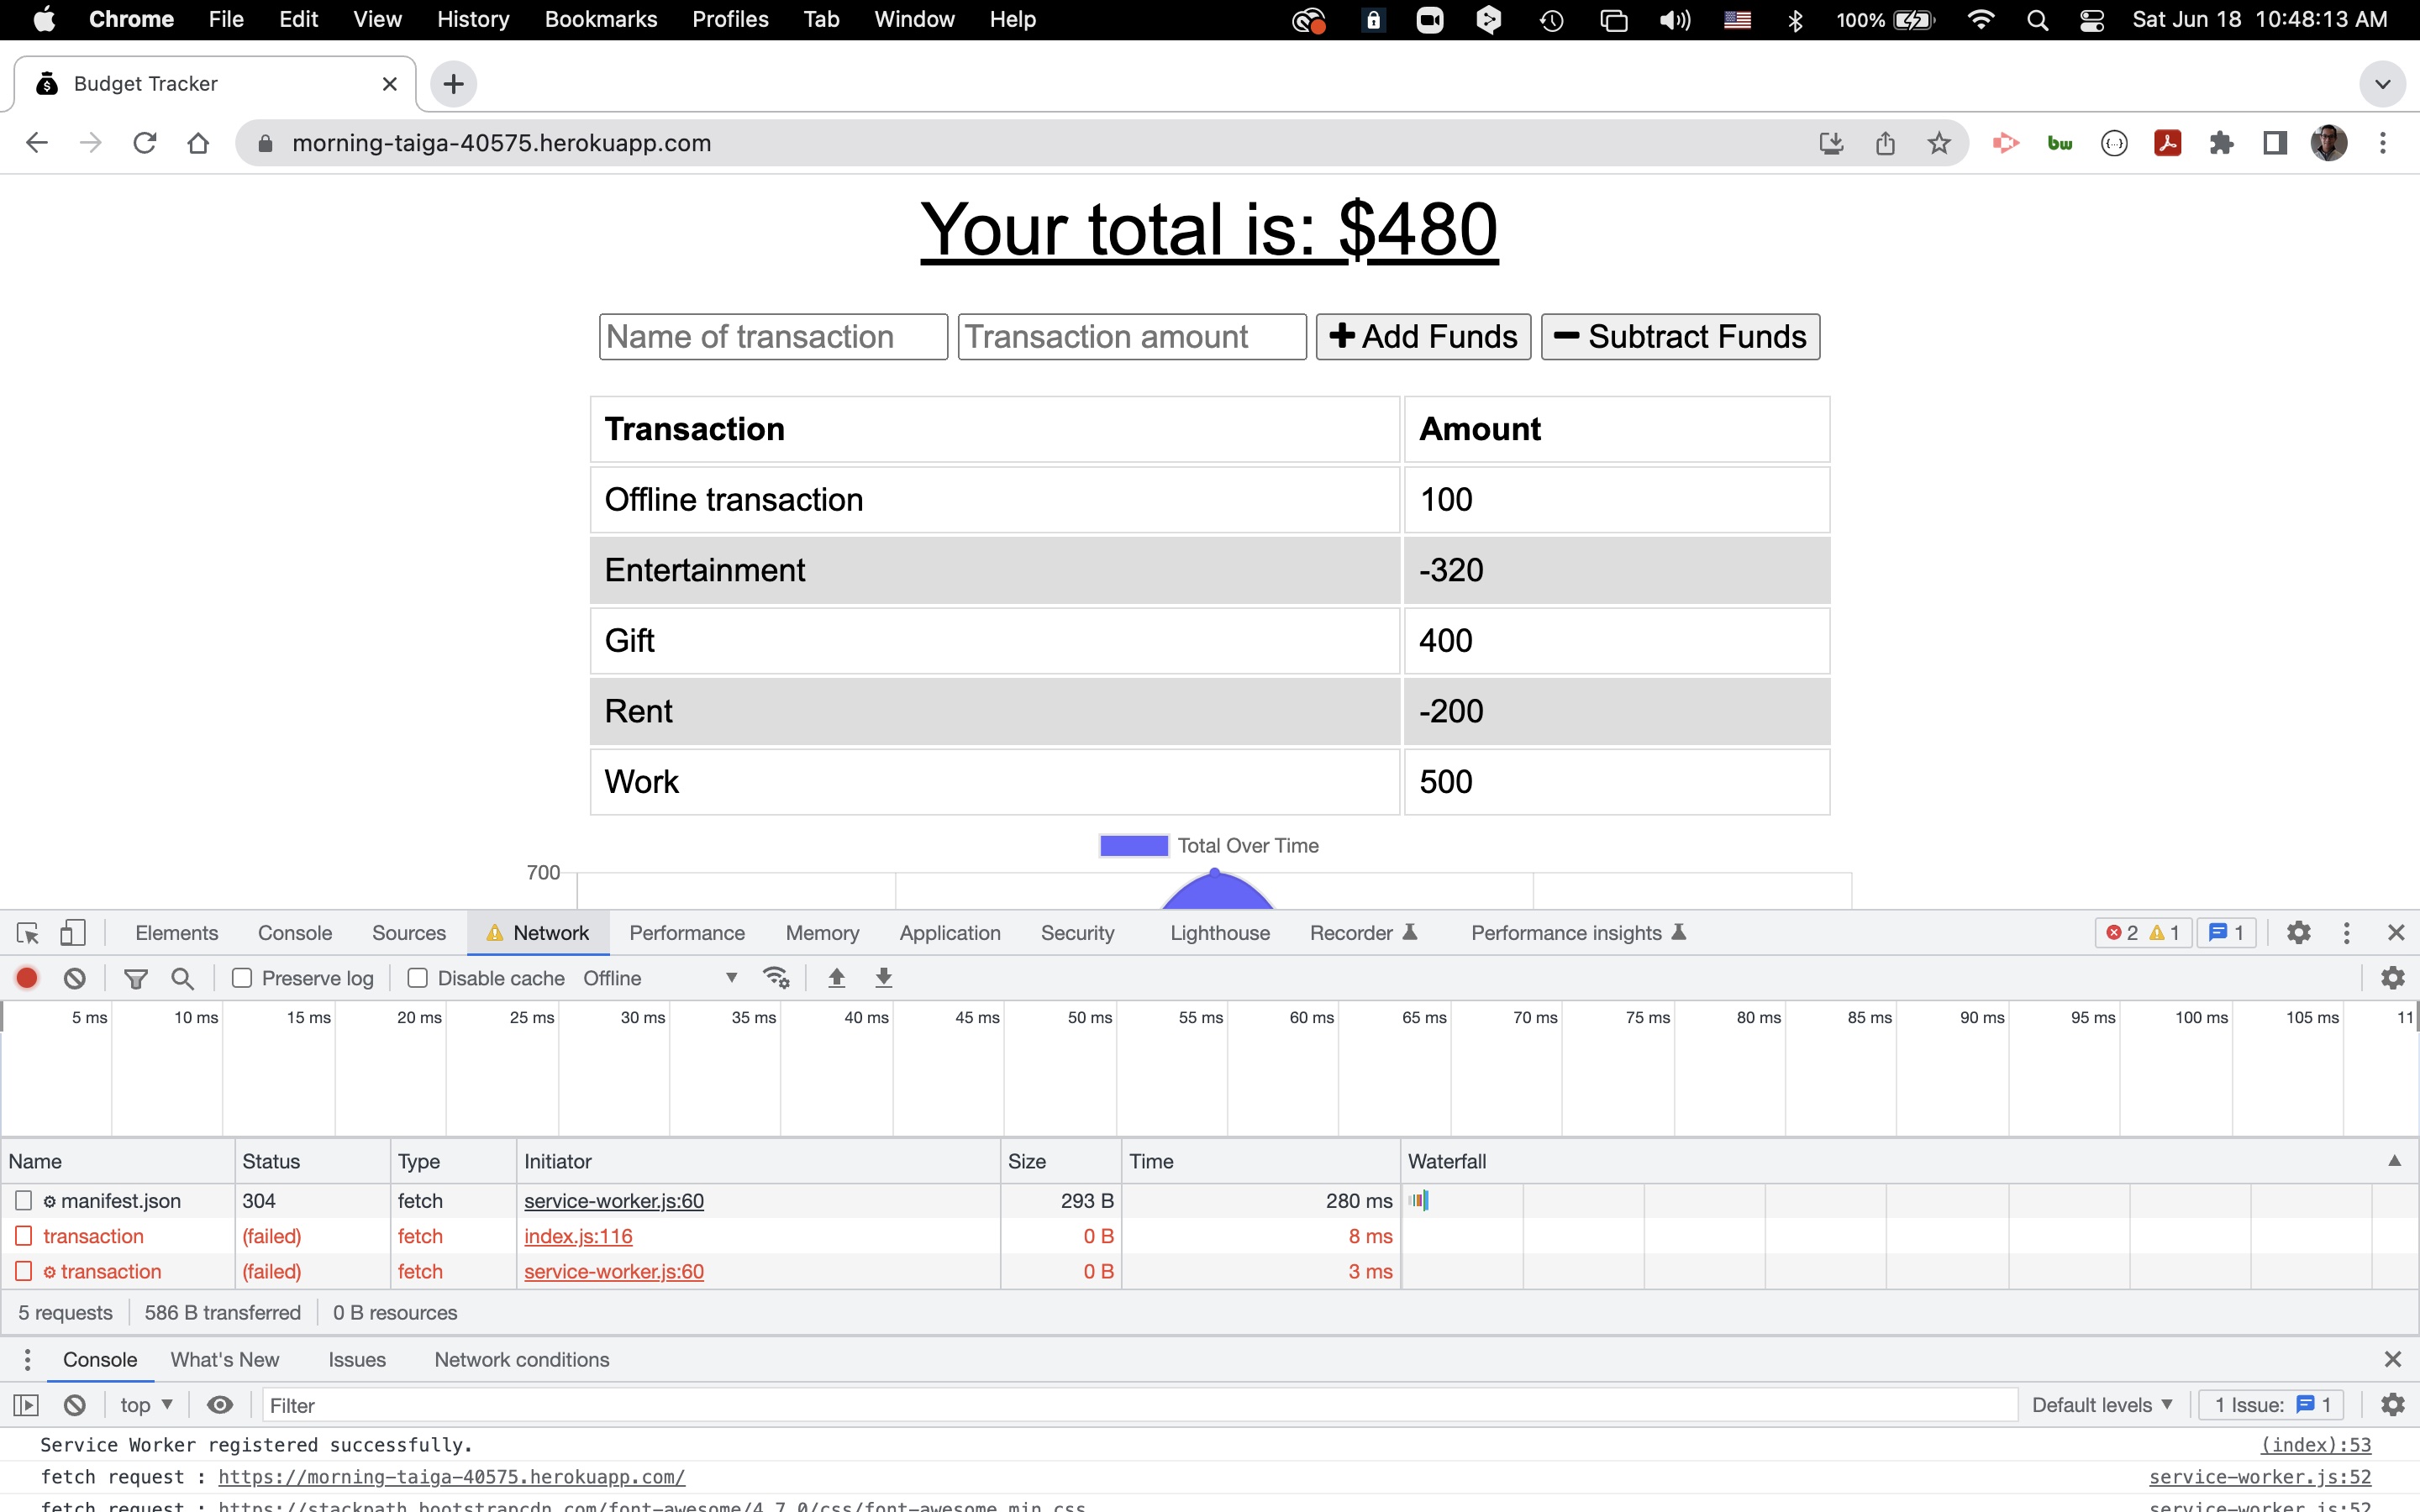 Chrome File Edit View History Bookmarks Profiles Tab Window Help 100% Sat Jun 18 10:48:13 AM
Budget Tracker
morning-taiga-40575.herokuapp.com
bw
Your total is: $480
Name of transaction Transaction amount Add Funds Subtract Funds
Transaction Amount
Offline transaction 100
Entertainment -320
Gift 400
Rent -200
Work 500
Total Over Time
700
Elements Console Sources Network Performance Memory Application Security Lighthouse Recorder Performance insights 2 1 1
Preserve log Disable cache Offline
5 ms 10 ms 15 ms 20 ms 25 ms 30 ms 35 ms 40 ms 45 ms 50 ms 55 ms 60 ms 65 ms 70 ms 75 ms 80 ms 85 ms 90 ms 95 ms 100 ms 105 ms 11
Name Status Type Initiator Size Time Waterfall
manifest.json 304 fetch service-worker.js:60 293 B 280 ms
transaction (failed) fetch index.js:116 0 B 8 ms
transaction (failed) fetch service-worker.js:60 0 B 3 ms
5 requests 586 B transferred 0 B resources
Console What's New Issues Network conditions
top Filter Default levels 1 Issue: 1
Service Worker registered successfully. (index):53
fetch request : https://morning-taiga-40575.herokuapp.com/ service-worker.js:52
fetch request : https://stackpath.bootstrapcdn.com/font-awesome/4.7.0/css/font-awesome.min.css service-worker.js:52